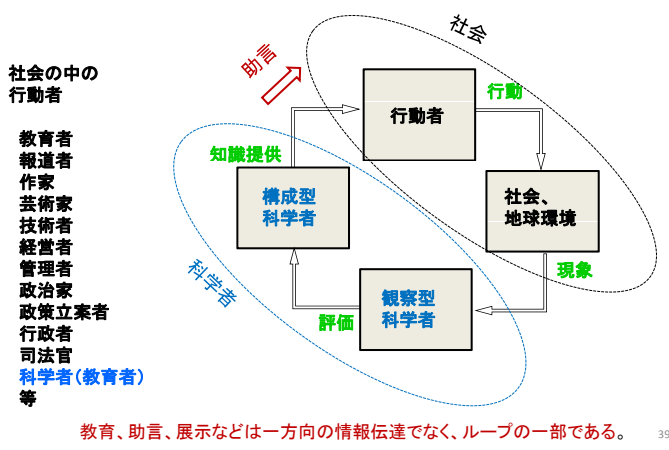 社会の中の
行動者
教育者
報道者
作家
芸術家
技術者
経営者
管理者
政治家
政策立案者
行政者
司法官
科学者(教育者)
等
社会
助言
行動者
行動
知識提供
構成型
科学者
社会、
地球環境
科学者
現象
観察型
科学者
評価
教育、助言、展示などは一方向の情報伝達でなく、ループの一部である。
39